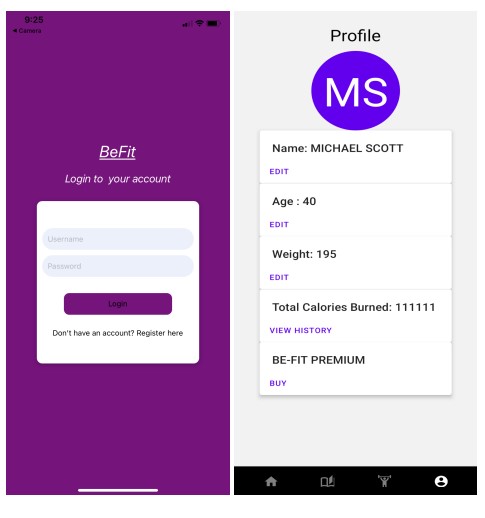 9:25
◄ Camera
BeFit
Login to your account
Username
Password
Login
Don't have an account? Register here
Profile
MS
Name: MICHAEL SCOTT
EDIT
Age : 40
EDIT
Weight: 195
EDIT
Total Calories Burned: 111111
VIEW HISTORY
BE-FIT PREMIUM
BUY